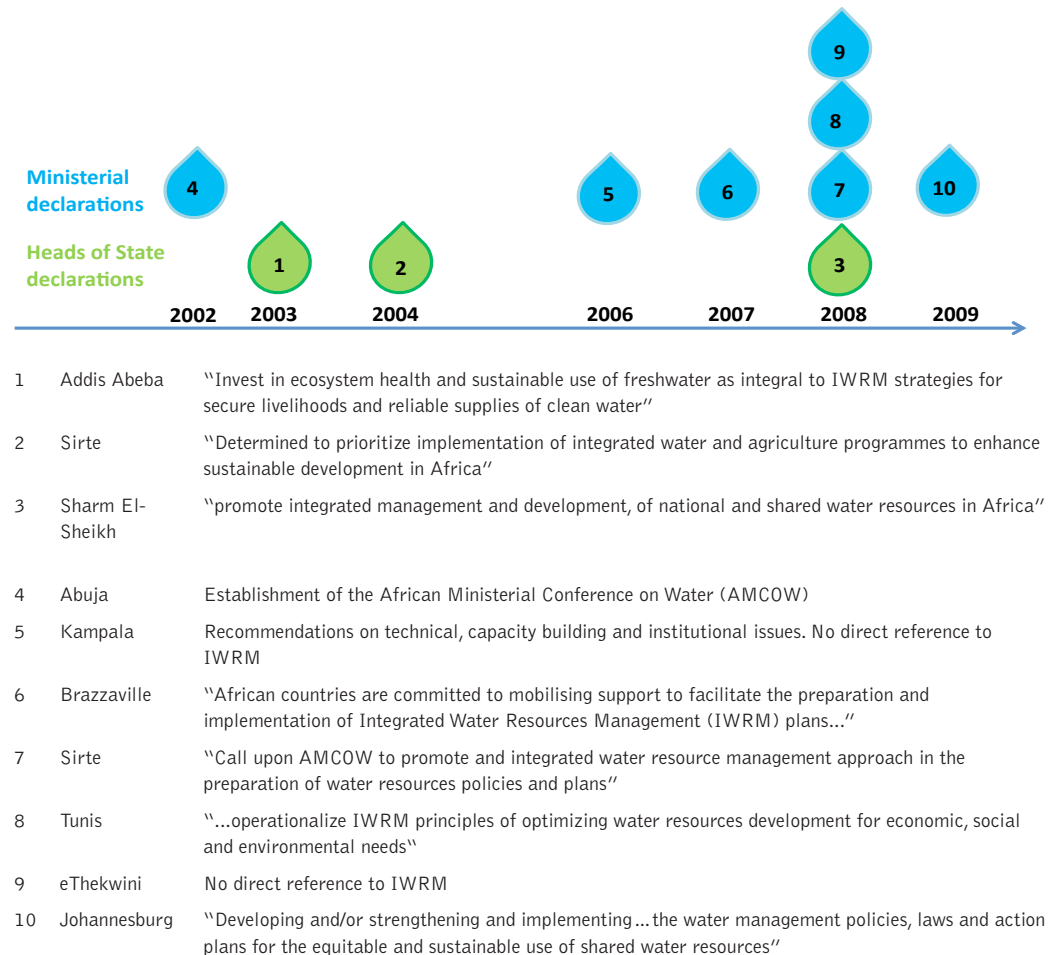 9
8
Ministerial
declarations
4
5
6
7
10
Heads of State
declarations
1
2
3
2002 2003 2004 2006 2007 2008 2009
1 Addis Abeba “Invest in ecosystem health and sustainable use of freshwater as integral to IWRM strategies for
secure livelihoods and reliable supplies of clean water”
2 Sirte “Determined to prioritize implementation of integrated water and agriculture programmes to enhance
sustainable development in Africa”
3 Sharm El-
Sheikh “promote integrated management and development, of national and shared water resources in Africa”
4 Abuja Establishment of the African Ministerial Conference on Water (AMCOW)
5 Kampala Recommendations on technical, capacity building and institutional issues. No direct reference to
IWRM
6 Brazzaville “African countries are committed to mobilising support to facilitate the preparation and
implementation of Integrated Water Resources Management (IWRM) plans...”
7 Sirte “Call upon AMCOW to promote and integrated water resource management approach in the
preparation of water resources policies and plans”
8 Tunis “...operationalize IWRM principles of optimizing water resources development for economic, social
and environmental needs“
9 eThekwini No direct reference to IWRM
10 Johannesburg “Developing and/or strengthening and implementing ... the water management policies, laws and action
plans for the equitable and sustainable use of shared water resources”